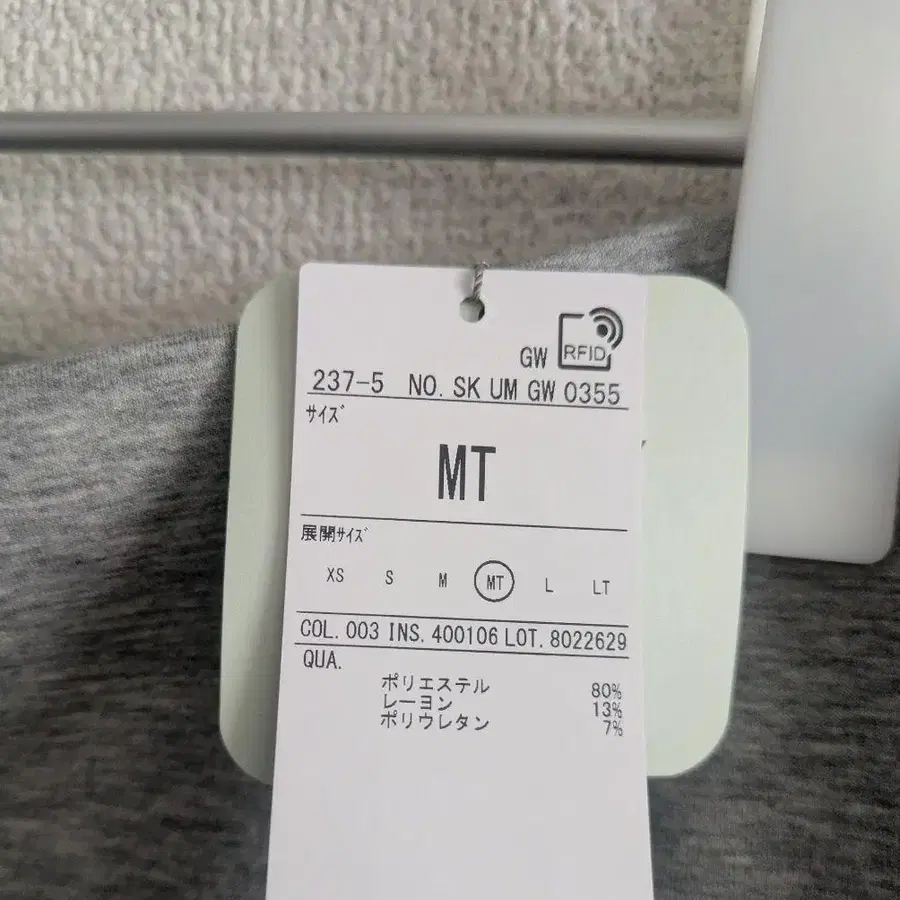 GW RFID
237-5 NO. SK UM GW 0355
サイズ
MT
展開サイズ
XS S M MT L LT
COL. 003 INS. 400106 LOT. 8022629
QUA.
ポリエステル 80%
レーヨン 13%
ポリウレタン 7%